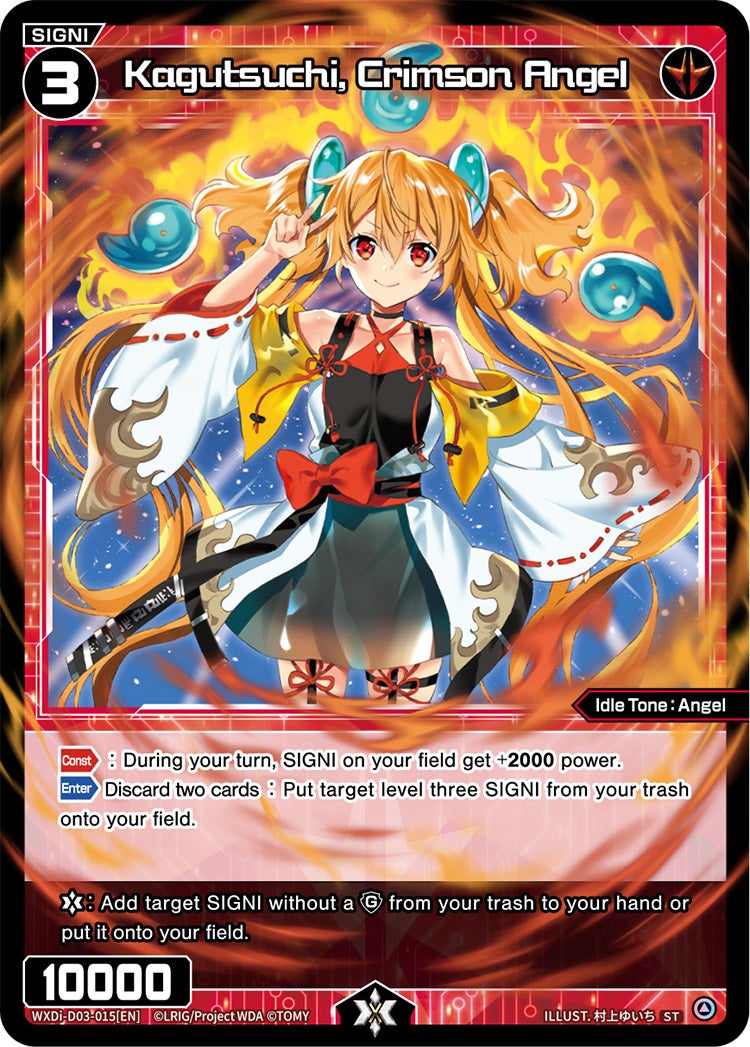 SIGNI
3
Kagutsuchi, Crimson Angel
Idle Tone：Angel
Const ：During your turn, SIGNI on your field get +2000 power.
Enter Discard two cards：Put target level three SIGNI from your trash
onto your field.
：Add target SIGNI without a G from your trash to your hand or
put it onto your field.
10000
WXDi-D03-015[EN] ©LRIG/Project WDA ©TOMY
ILLUST. 村上ゆいち ST